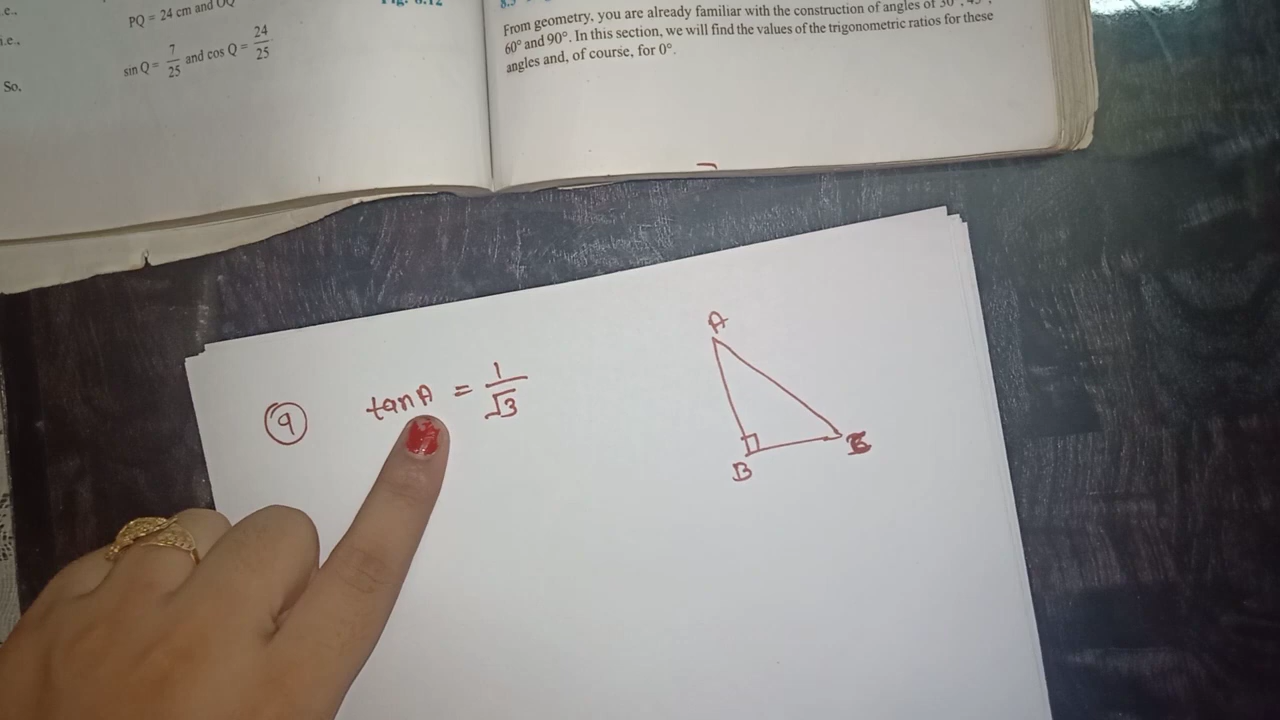 .e.,
PQ = 24 cm and
i.e.,
sin Q = 7/25 and cos Q = 24/25
So,
From geometry, you are already familiar with the construction of angles of 30°, 45°,
60° and 90°. In this section, we will find the values of the trigonometric ratios for these
angles and, of course, for 0°.
9 tan A = 1/√3
A
B